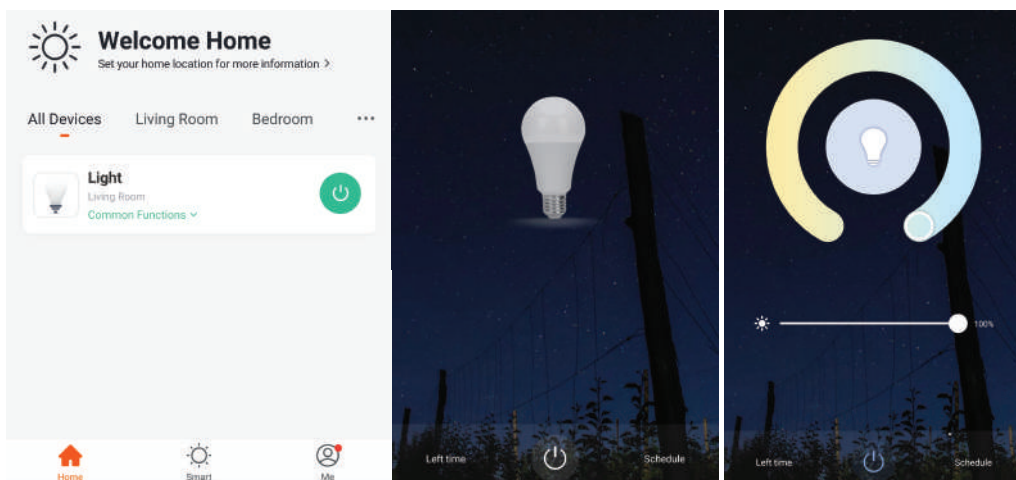 Welcome Home
Set your home location for more information >
All Devices Living Room Bedroom ...
Light
Living Room
Common Functions
Home Smart Me
Left time Schedule
100%
Left time Schedule